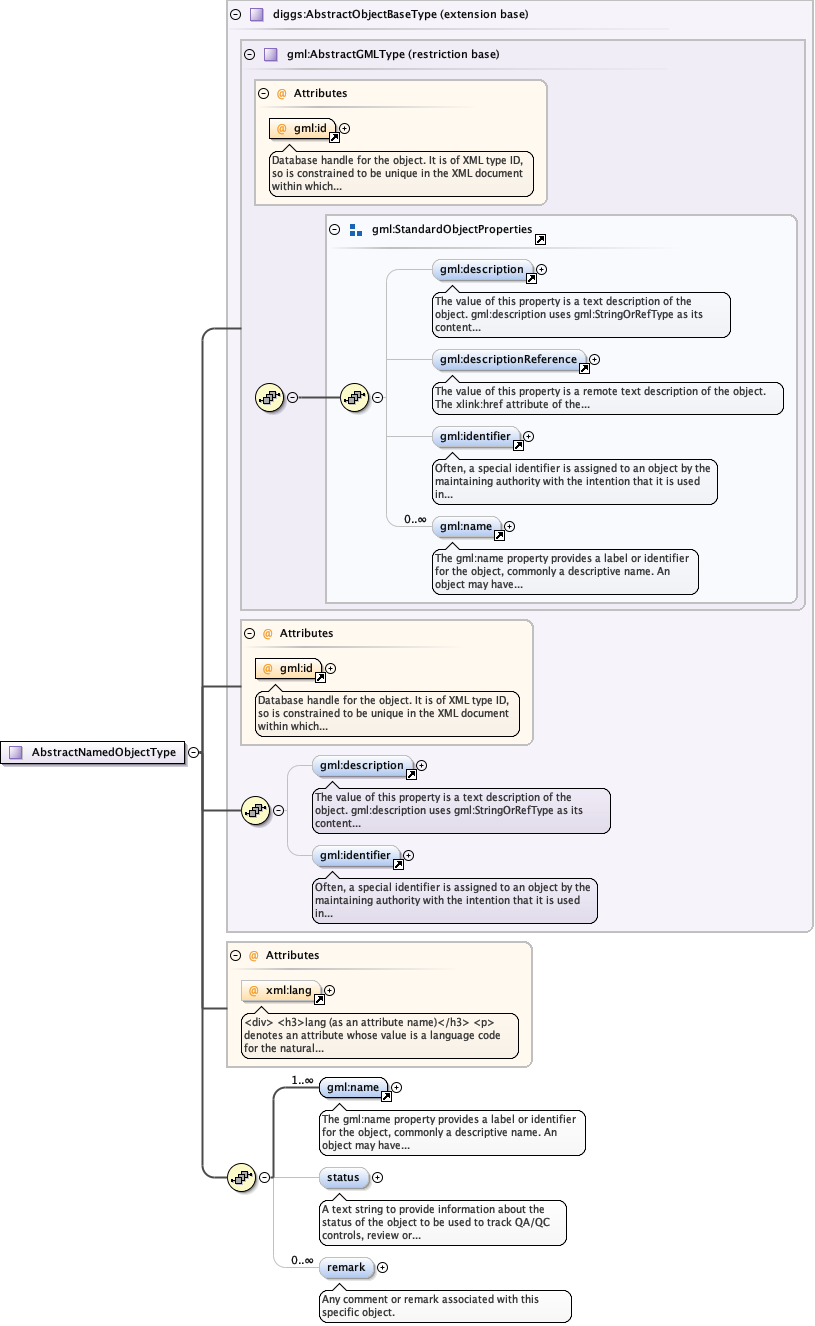 diggs:AbstractObjectBaseType (extension base)
gml:AbstractGMLType (restriction base)
@ Attributes
@ gml:id
Database handle for the object. It is of XML type ID,
so is constrained to be unique in the XML document
within which...
gml:StandardObjectProperties
gml:description
The value of this property is a text description of the
object. gml:description uses gml:StringOrRefType as its
content...
gml:descriptionReference
The value of this property is a remote text description of the object.
The xlink:href attribute of the...
gml:identifier
Often, a special identifier is assigned to an object by the
maintaining authority with the intention that it is used
in...
0..∞
gml:name
The gml:name property provides a label or identifier
for the object, commonly a descriptive name. An
object may have...
@ Attributes
@ gml:id
Database handle for the object. It is of XML type ID,
so is constrained to be unique in the XML document
within which...
AbstractNamedObjectType
gml:description
The value of this property is a text description of the
object. gml:description uses gml:StringOrRefType as its
content...
gml:identifier
Often, a special identifier is assigned to an object by the
maintaining authority with the intention that it is used
in...
@ Attributes
@ xml:lang
<div> <h3>lang (as an attribute name)</h3> <p>
denotes an attribute whose value is a language code
for the natural...
1..∞
gml:name
The gml:name property provides a label or identifier
for the object, commonly a descriptive name. An
object may have...
status
A text string to provide information about the
status of the object to be used to track QA/QC
controls, review or...
0..∞
remark
Any comment or remark associated with this
specific object.